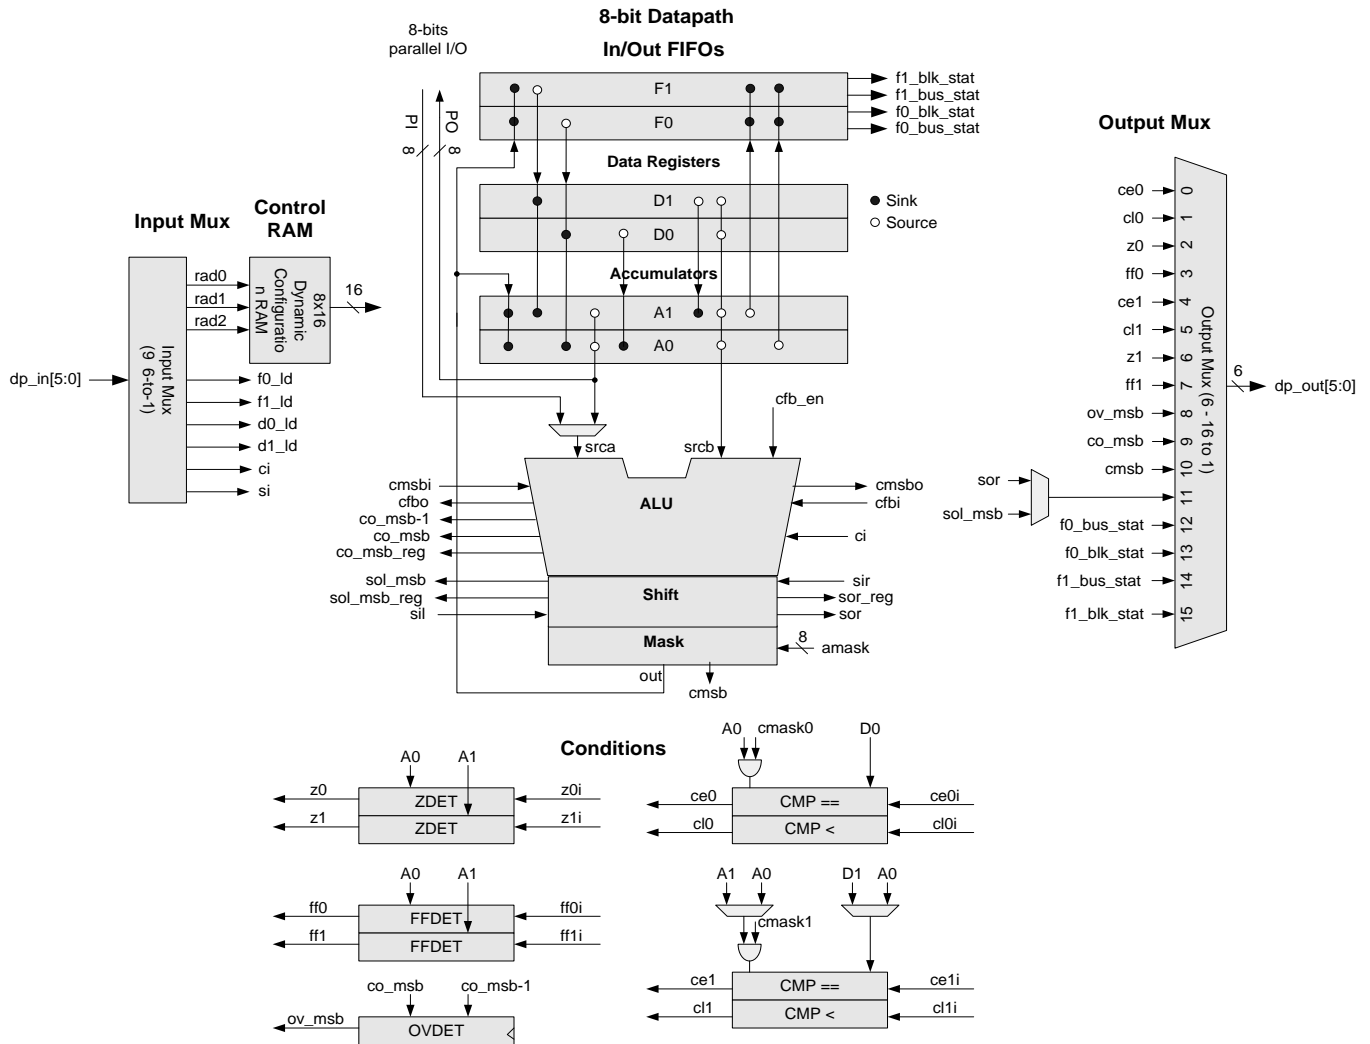 8-bit Datapath
8-bits
parallel I/O
In/Out FIFOs
PI
PO
8
8
F1
F0
f1_blk_stat
f1_bus_stat
f0_blk_stat
f0_bus_stat
Data Registers
D1
D0
Sink
Source
Accumulators
A1
A0
Input Mux
Control
RAM
dp_in[5:0]
Input Mux
(9 6-to-1)
rad0
rad1
rad2
8x16
Dynamic
Configuratio
n RAM
16
f0_ld
f1_ld
d0_ld
d1_ld
ci
si
cfb_en
srca
srcb
ALU
cmsbi
cfbo
co_msb-1
co_msb
co_msb_reg
cmsbo
cfbi
ci
Shift
sol_msb
sol_msb_reg
sil
sir
sor_reg
sor
Mask
8
amask
out
cmsb
Output Mux
ce0
0
cl0
1
z0
2
ff0
3
ce1
4
cl1
5
z1
6
ff1
7
ov_msb
8
co_msb
9
cmsb
10
sor
sol_msb
11
f0_bus_stat
12
f0_blk_stat
13
f1_bus_stat
14
f1_blk_stat
15
Output Mux (6 - 16 to 1)
6
dp_out[5:0]
Conditions
A0
A1
z0
ZDET
z0i
z1
ZDET
z1i
A0
A1
ff0
FFDET
ff0i
ff1
FFDET
ff1i
co_msb
co_msb-1
ov_msb
OVDET
A0
cmask0
D0
ce0
CMP ==
ce0i
cl0
CMP <
cl0i
A1
A0
D1
A0
cmask1
ce1
CMP ==
ce1i
cl1
CMP <
cl1i